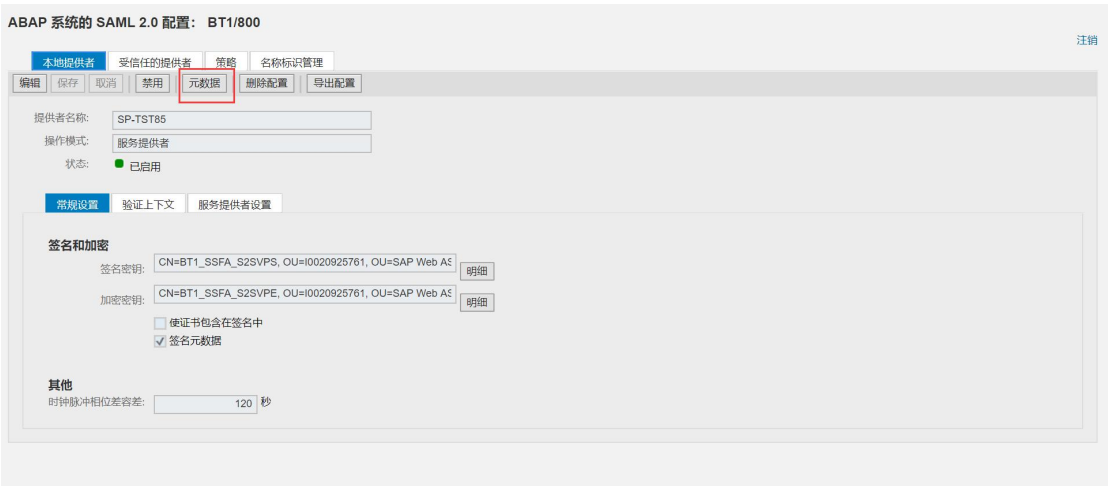 ABAP 系统的 SAML 2.0 配置： BT1/800
注销
本地提供者 受信任的提供者 策略 名称标识管理
编辑 保存 取消 禁用 元数据 删除配置 导出配置
提供者名称: SP-TST85
操作模式: 服务提供者
状态: 已启用
常规设置 验证上下文 服务提供者设置
签名和加密
签名密钥: CN=BT1_SSFA_S2SVPS, OU=I0020925761, OU=SAP Web AS 明细
加密密钥: CN=BT1_SSFA_S2SVPE, OU=I0020925761, OU=SAP Web AS 明细
使证书包含在签名中
签名元数据
其他
时钟脉冲相位差容差: 120 秒